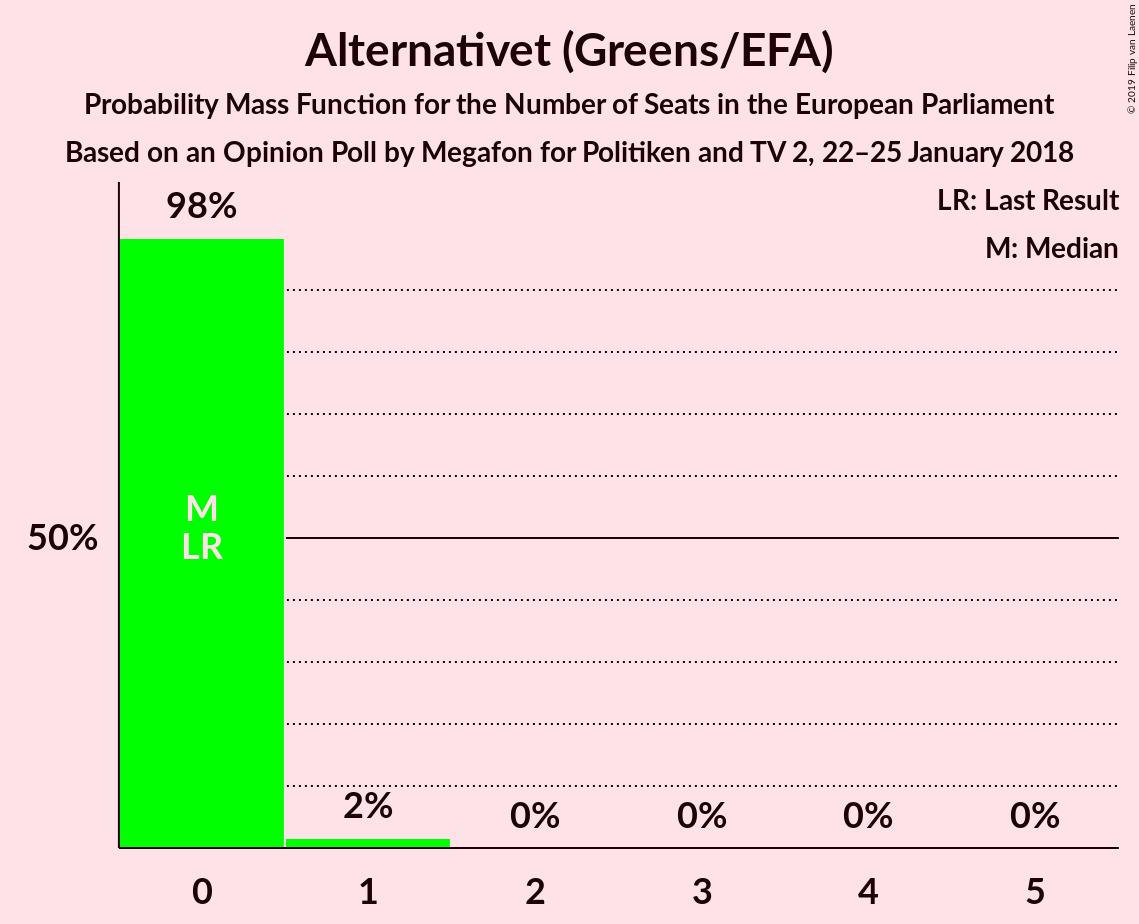 Alternativet (Greens/EFA)
Probability Mass Function for the Number of Seats in the European Parliament
Based on an Opinion Poll by Megafon for Politiken and TV 2, 22–25 January 2018
© 2019 Filip van Laenen
LR: Last Result
M: Median
98%
M
LR
50%
2%
0%
0%
0%
0%
0
1
2
3
4
5